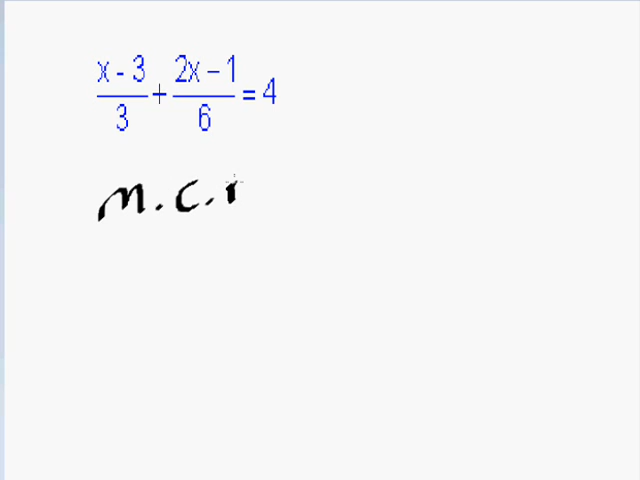 x - 3 / 3 + 2x – 1 / 6 = 4
m.c.